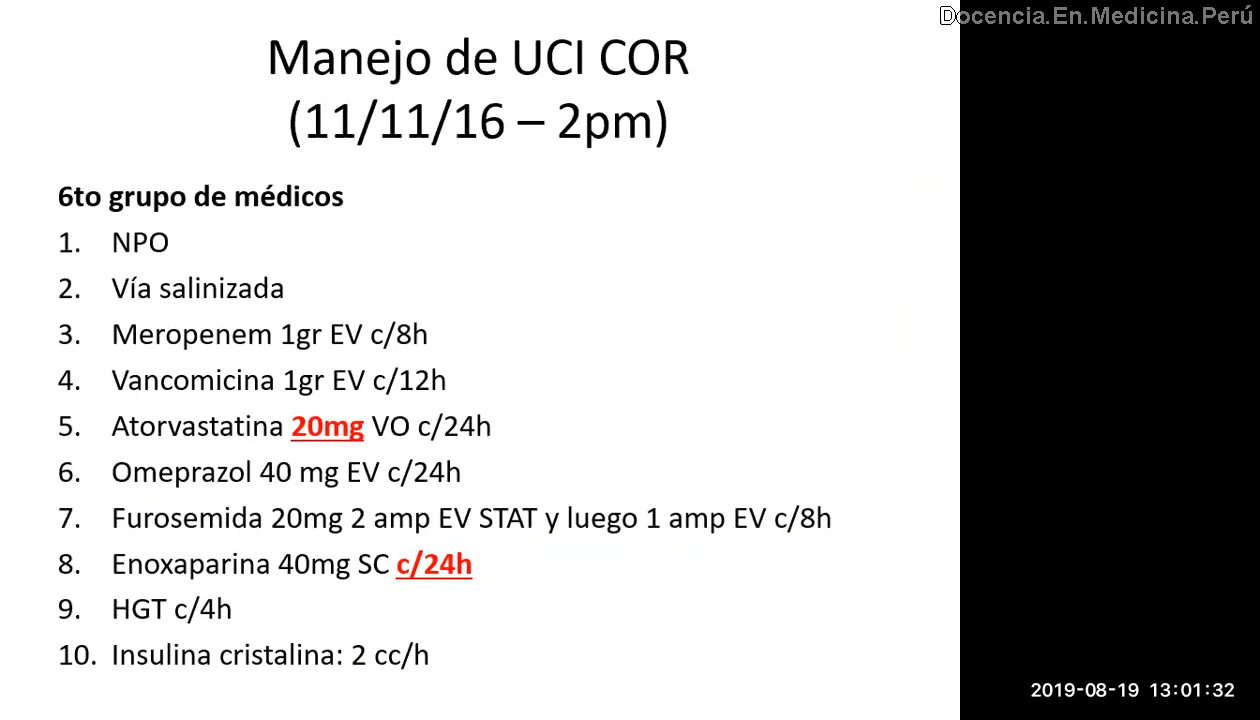 Docencia.En.Medicina.Perú
Manejo de UCI COR
(11/11/16 – 2pm)
6to grupo de médicos
1. NPO
2. Vía salinizada
3. Meropenem 1gr EV c/8h
4. Vancomicina 1gr EV c/12h
5. Atorvastatina 20mg VO c/24h
6. Omeprazol 40 mg EV c/24h
7. Furosemida 20mg 2 amp EV STAT y luego 1 amp EV c/8h
8. Enoxaparina 40mg SC c/24h
9. HGT c/4h
10. Insulina cristalina: 2 cc/h
2019-08-19 13:01:32